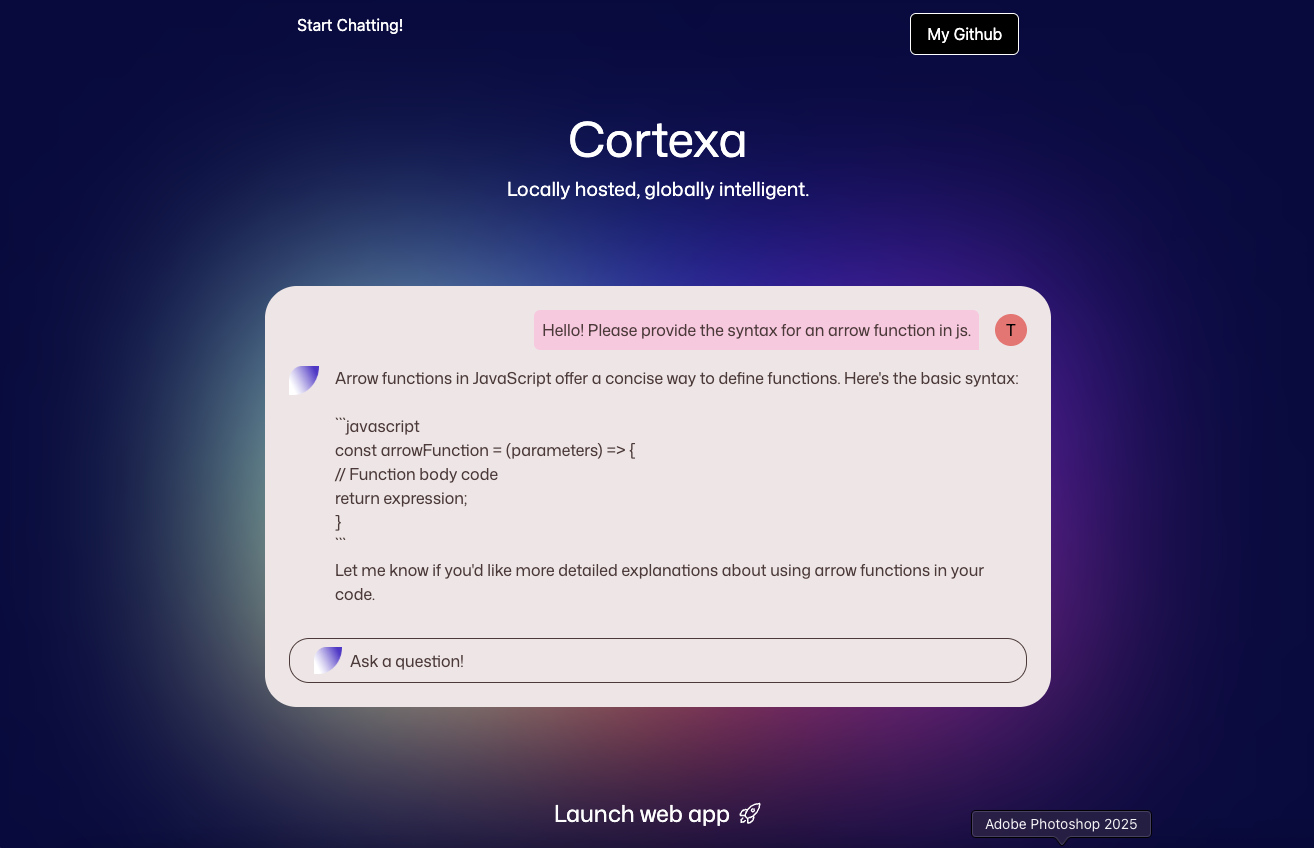 Start Chatting!
My Github
Cortexa
Locally hosted, globally intelligent.
Hello! Please provide the syntax for an arrow function in js.
T
Arrow functions in JavaScript offer a concise way to define functions. Here's the basic syntax:
```javascript
const arrowFunction = (parameters) => {
// Function body code
return expression;
}
```
Let me know if you'd like more detailed explanations about using arrow functions in your
code.
Ask a question!
Launch web app
Adobe Photoshop 2025